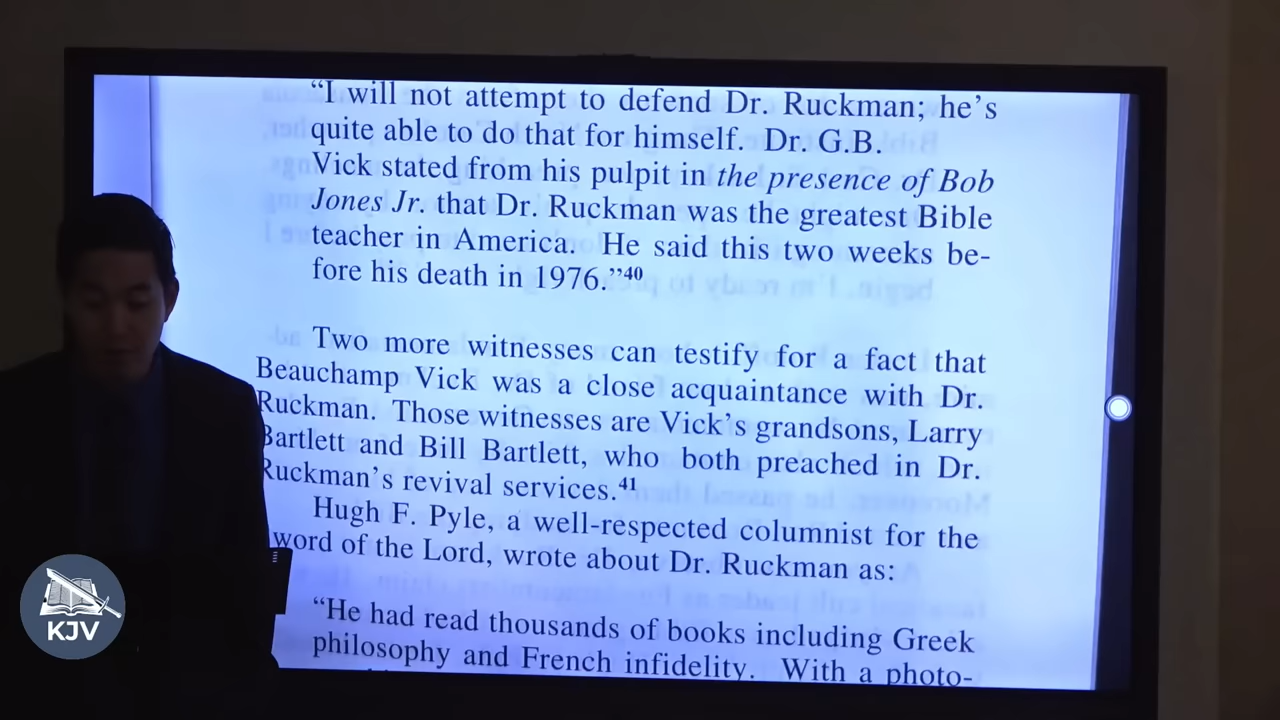 “I will not attempt to defend Dr. Ruckman; he’s
quite able to do that for himself. Dr. G.B.
Vick stated from his pulpit in the presence of Bob
Jones Jr. that Dr. Ruckman was the greatest Bible
teacher in America. He said this two weeks be-
fore his death in 1976.”40
Two more witnesses can testify for a fact that
Beauchamp Vick was a close acquaintance with Dr.
Ruckman. Those witnesses are Vick’s grandsons, Larry
Bartlett and Bill Bartlett, who both preached in Dr.
Ruckman’s revival services.41
Hugh F. Pyle, a well-respected columnist for the
word of the Lord, wrote about Dr. Ruckman as:
“He had read thousands of books including Greek
philosophy and French infidelity. With a photo-
KJV